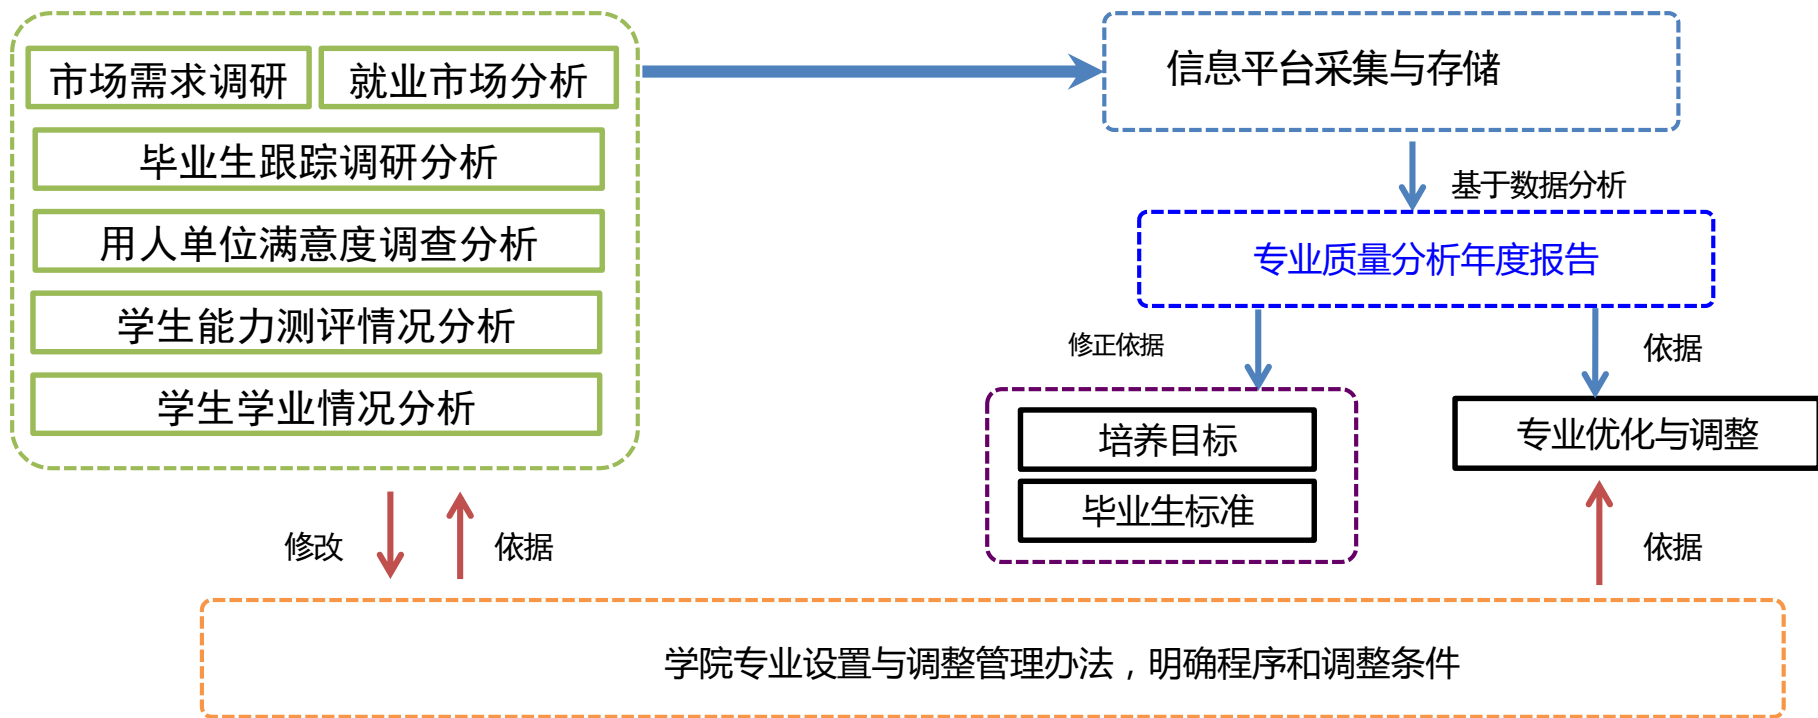 市场需求调研
就业市场分析
毕业生跟踪调研分析
用人单位满意度调查分析
学生能力测评情况分析
学生学业情况分析
信息平台采集与存储
基于数据分析
专业质量分析年度报告
修正依据
依据
培养目标
毕业生标准
专业优化与调整
修改
依据
依据
学院专业设置与调整管理办法，明确程序和调整条件